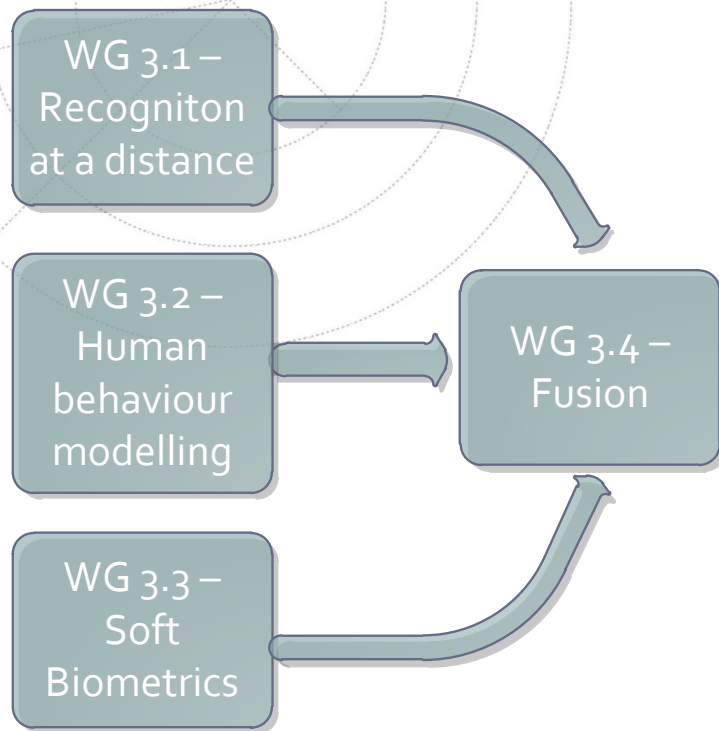 WG 3.1 –
Recogniton
at a distance
WG 3.2 –
Human
behaviour
modelling
WG 3.4 –
Fusion
WG 3.3 –
Soft
Biometrics